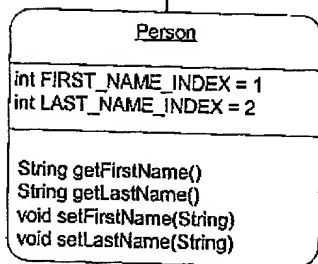 Person
int FIRST_NAME_INDEX = 1
int LAST_NAME_INDEX = 2
String getFirstName()
String getLastName()
void setFirstName(String)
void setLastName(String)